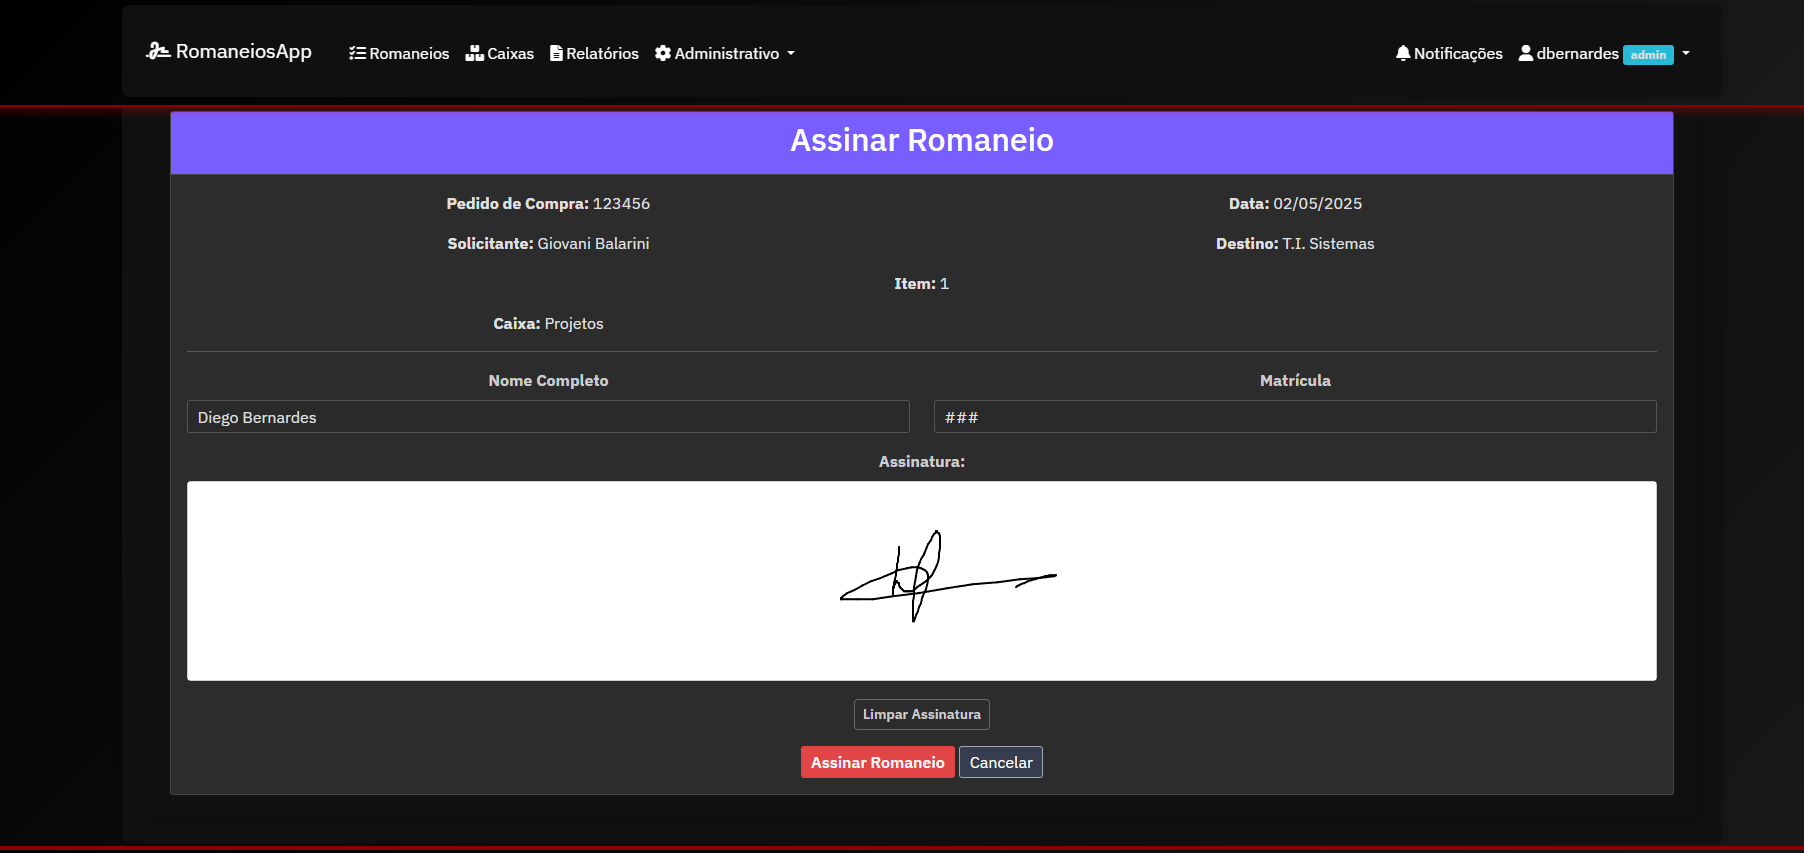 RomaneiosApp Romaneios Caixas Relatórios Administrativo Notificações dbernardes admin
Assinar Romaneio
Pedido de Compra: 123456 Data: 02/05/2025
Solicitante: Giovani Balarini Destino: T.I. Sistemas
Item: 1
Caixa: Projetos
Nome Completo Matrícula
Diego Bernardes ###
Assinatura:
Limpar Assinatura
Assinar Romaneio Cancelar